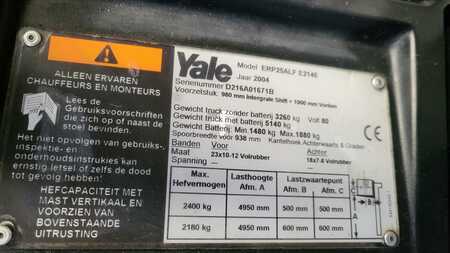 ALLEEN ERVAREN
CHAUFFEURS EN MONTEURS
Lees de
Gebruiksvoorschriften
die zich op of naast de
stoel bevinden
Het niet opvolgen van gebruiks-,
inspectie- en
onderhoudsinstrukties kan
ernstig letsel of zelfs de dood
tot gevolg hebben!
HEFCAPACITEIT MET
MAST VERTIKAAL EN
VOORZIEN VAN
BOVENSTAANDE
UITRUSTING
Yale
Model ERP25ALF E2146
Jaar 2004
Serienummer D216A01671B
Voorzetstuk: 980 mm Intergrale Shift + 1000 mm Vorken
Gewicht truck zonder batterij 3260 kg Volt 80
Gewicht truck met batterij 5140 kg
Gewicht Batterij: Min.1480 kg Max.1880 kg
Spoorbreedte voor 938 mm Kantelhoek Achterwaarts & Graden
Banden Voor Achter
Maat 23x10-12 Volrubber 18x7-8 Volrubber
Max. Hefvermogen Lasthoogte Afm. A Lastzwaartepunt Afm. B Afm. C
2400 kg 4950 mm 500 mm 500 mm
2180 kg 4950 mm 600 mm 600 mm
A
B